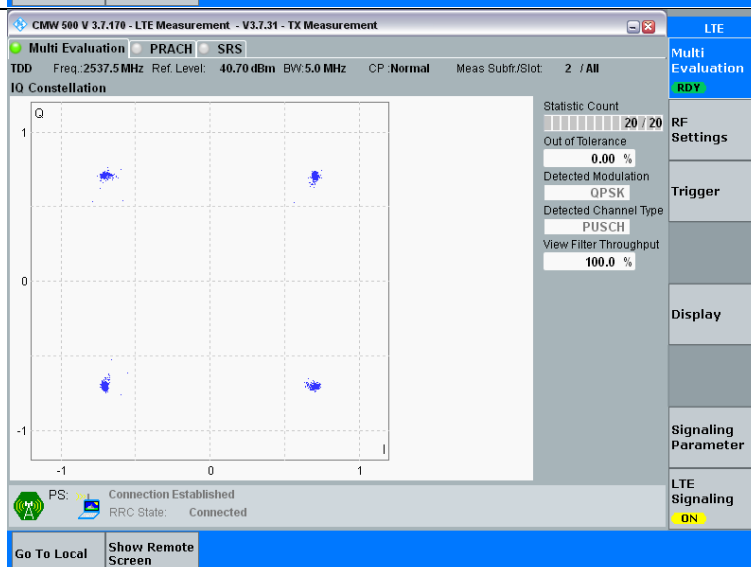 CMW 500 V 3.7.170 - LTE Measurement - V3.7.31 - TX Measurement
LTE
Multi Evaluation PRACH SRS
Multi
Evaluation
RDY
TDD Freq.:2537.5 MHz Ref. Level: 40.70 dBm BW:5.0 MHz CP :Normal Meas Subfr./Slot: 2 / All
IQ Constellation
Q
1
0
-1
I
-1 0 1
Statistic Count
20 / 20
Out of Tolerance
0.00 %
Detected Modulation
QPSK
Detected Channel Type
PUSCH
View Filter Throughput
100.0 %
RF
Settings
Trigger
Display
Signaling
Parameter
LTE
Signaling
ON
PS: Connection Established
RRC State: Connected
Go To Local
Show Remote
Screen